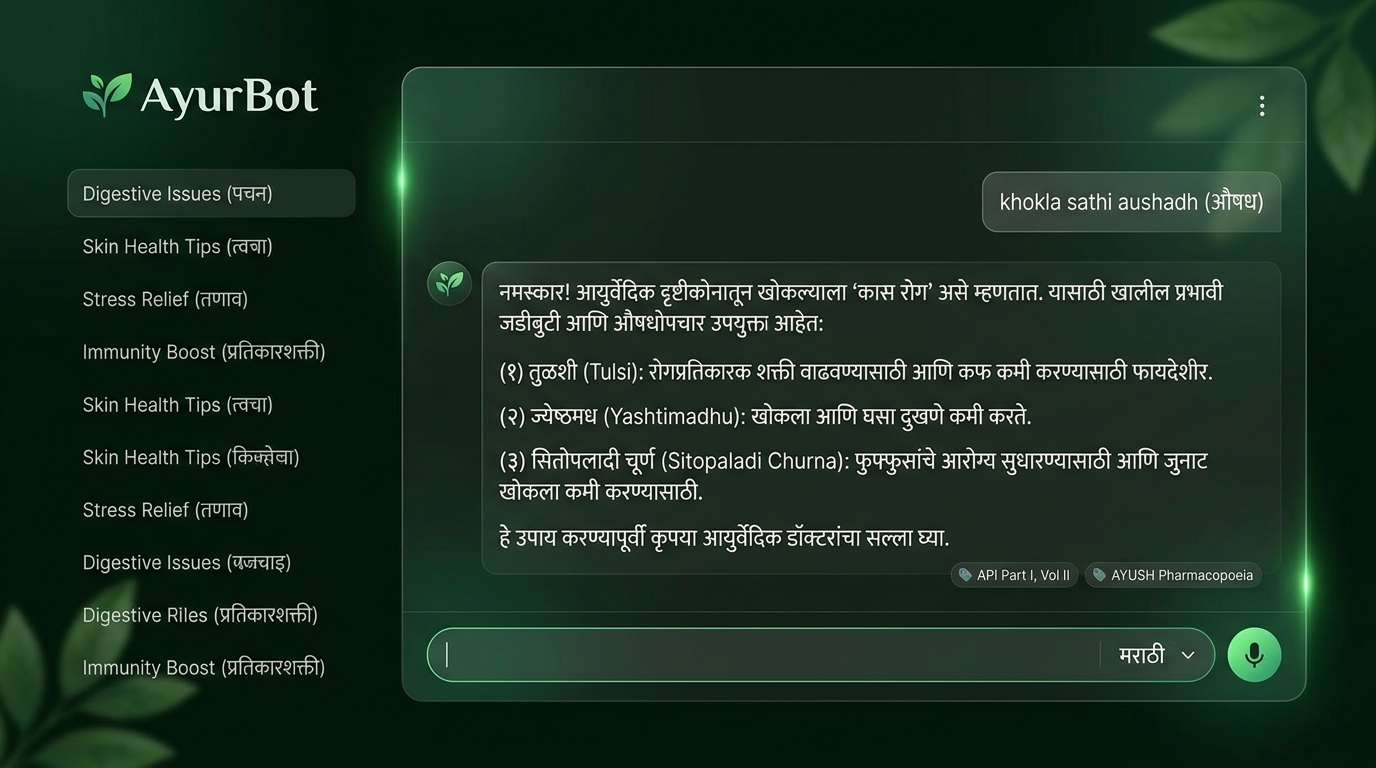 AyurBot
Digestive Issues (पचन)
Skin Health Tips (त्वचा)
Stress Relief (तणाव)
Immunity Boost (प्रतिकारशक्ती)
Skin Health Tips (त्वचा)
Skin Health Tips
Stress Relief (तणाव)
Digestive Issues
Digestive Riles (प्रतिकारशक्ती)
Immunity Boost (प्रतिकारशक्ती)
khokla sathi aushadh (औषध)
नमस्कार! आयुर्वेदिक दृष्टीकोनातून खोकल्याला ‘कास रोग’ असे म्हणतात. यासाठी खालील प्रभावी
जडीबुटी आणि औषधोपचार उपयुक्त आहेत:
(१) तुळशी (Tulsi): रोगप्रतिकारक शक्ती वाढवण्यासाठी आणि कफ कमी करण्यासाठी फायदेशीर.
(२) ज्येष्ठमध (Yashtimadhu): खोकला आणि घसा दुखणे कमी करते.
(३) सितोपलादी चूर्ण (Sitopaladi Churna): फुफ्फुसांचे आरोग्य सुधारण्यासाठी आणि जुनाट
खोकला कमी करण्यासाठी.
हे उपाय करण्यापूर्वी कृपया आयुर्वेदिक डॉक्टरांचा सल्ला घ्या.
API Part I, Vol II
AYUSH Pharmacopoeia
मराठी